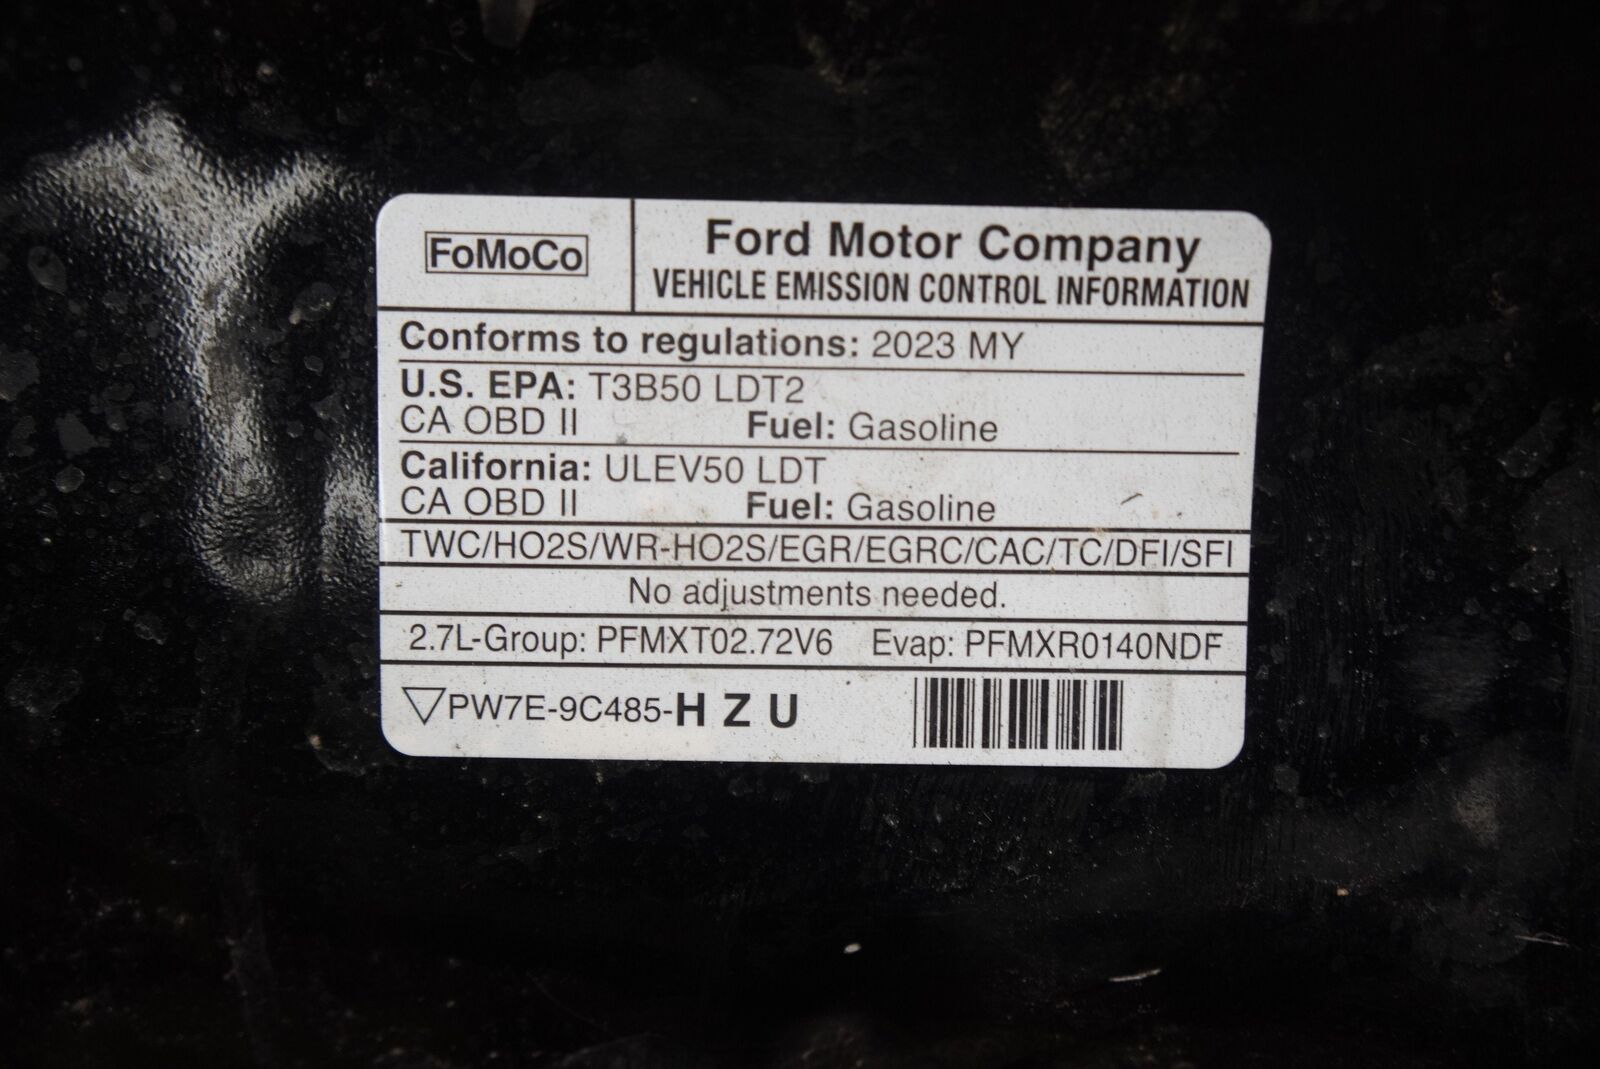 FoMoCo
Ford Motor Company
VEHICLE EMISSION CONTROL INFORMATION
Conforms to regulations: 2023 MY
U.S. EPA: T3B50 LDT2
CA OBD II Fuel: Gasoline
California: ULEV50 LDT
CA OBD II Fuel: Gasoline
TWC/HO2S/WR-HO2S/EGR/EGRC/CAC/TC/DFI/SFI
No adjustments needed.
2.7L-Group: PFMXT02.72V6 Evap: PFMXR0140NDF
PW7E-9C485-H Z U